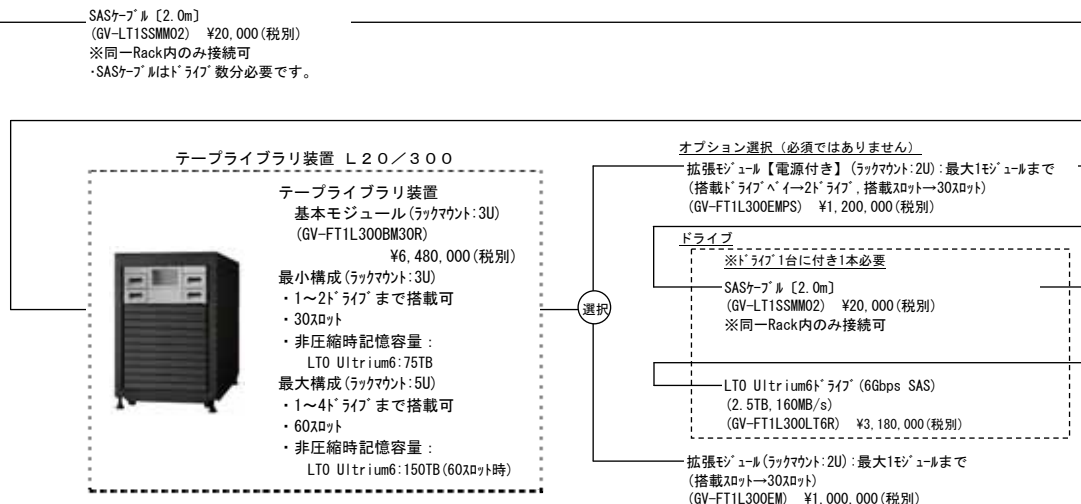 SASｹｰﾌﾞﾙ〔2.0m〕
(GV-LT1SSMM02) ¥20,000(税別)
※同一Rack内のみ接続可
･SASｹｰﾌﾞﾙはﾄﾞﾗｲﾌﾞ数分必要です。
テープライブラリ装置 Ｌ２０／３００
テープライブラリ装置
基本モジュール(ﾗｯｸﾏｳﾝﾄ:3U)
(GV-FT1L300BM30R)
¥6,480,000(税別)
最小構成(ﾗｯｸﾏｳﾝﾄ:3U)
・1～2ﾄﾞﾗｲﾌﾞまで搭載可
・30ｽﾛｯﾄ
・非圧縮時記憶容量：
LTO Ultrium6:75TB
最大構成(ﾗｯｸﾏｳﾝﾄ:5U)
・1～4ﾄﾞﾗｲﾌﾞまで搭載可
・60ｽﾛｯﾄ
・非圧縮時記憶容量：
LTO Ultrium6:150TB(60ｽﾛｯﾄ時)
選択
オプション選択（必須ではありません）
拡張ﾓｼﾞｭｰﾙ【電源付き】(ﾗｯｸﾏｳﾝﾄ:2U):最大1ﾓｼﾞｭｰﾙまで
(搭載ﾄﾞﾗｲﾌﾞﾍﾞｲ→2ﾄﾞﾗｲﾌﾞ,搭載ｽﾛｯﾄ→30ｽﾛｯﾄ)
(GV-FT1L300EMPS) ¥1,200,000(税別)
ドライブ
※ﾄﾞﾗｲﾌﾞ1台に付き1本必要
SASｹｰﾌﾞﾙ〔2.0m〕
(GV-LT1SSMM02) ¥20,000(税別)
※同一Rack内のみ接続可
LTO Ultrium6ﾄﾞﾗｲﾌﾞ(6Gbps SAS)
(2.5TB,160MB/s)
(GV-FT1L300LT6R) ¥3,180,000(税別)
拡張ﾓｼﾞｭｰﾙ(ﾗｯｸﾏｳﾝﾄ:2U):最大1ﾓｼﾞｭｰﾙまで
(搭載ｽﾛｯﾄ→30ｽﾛｯﾄ)
(GV-FT1L300EM) ¥1,000,000(税別)